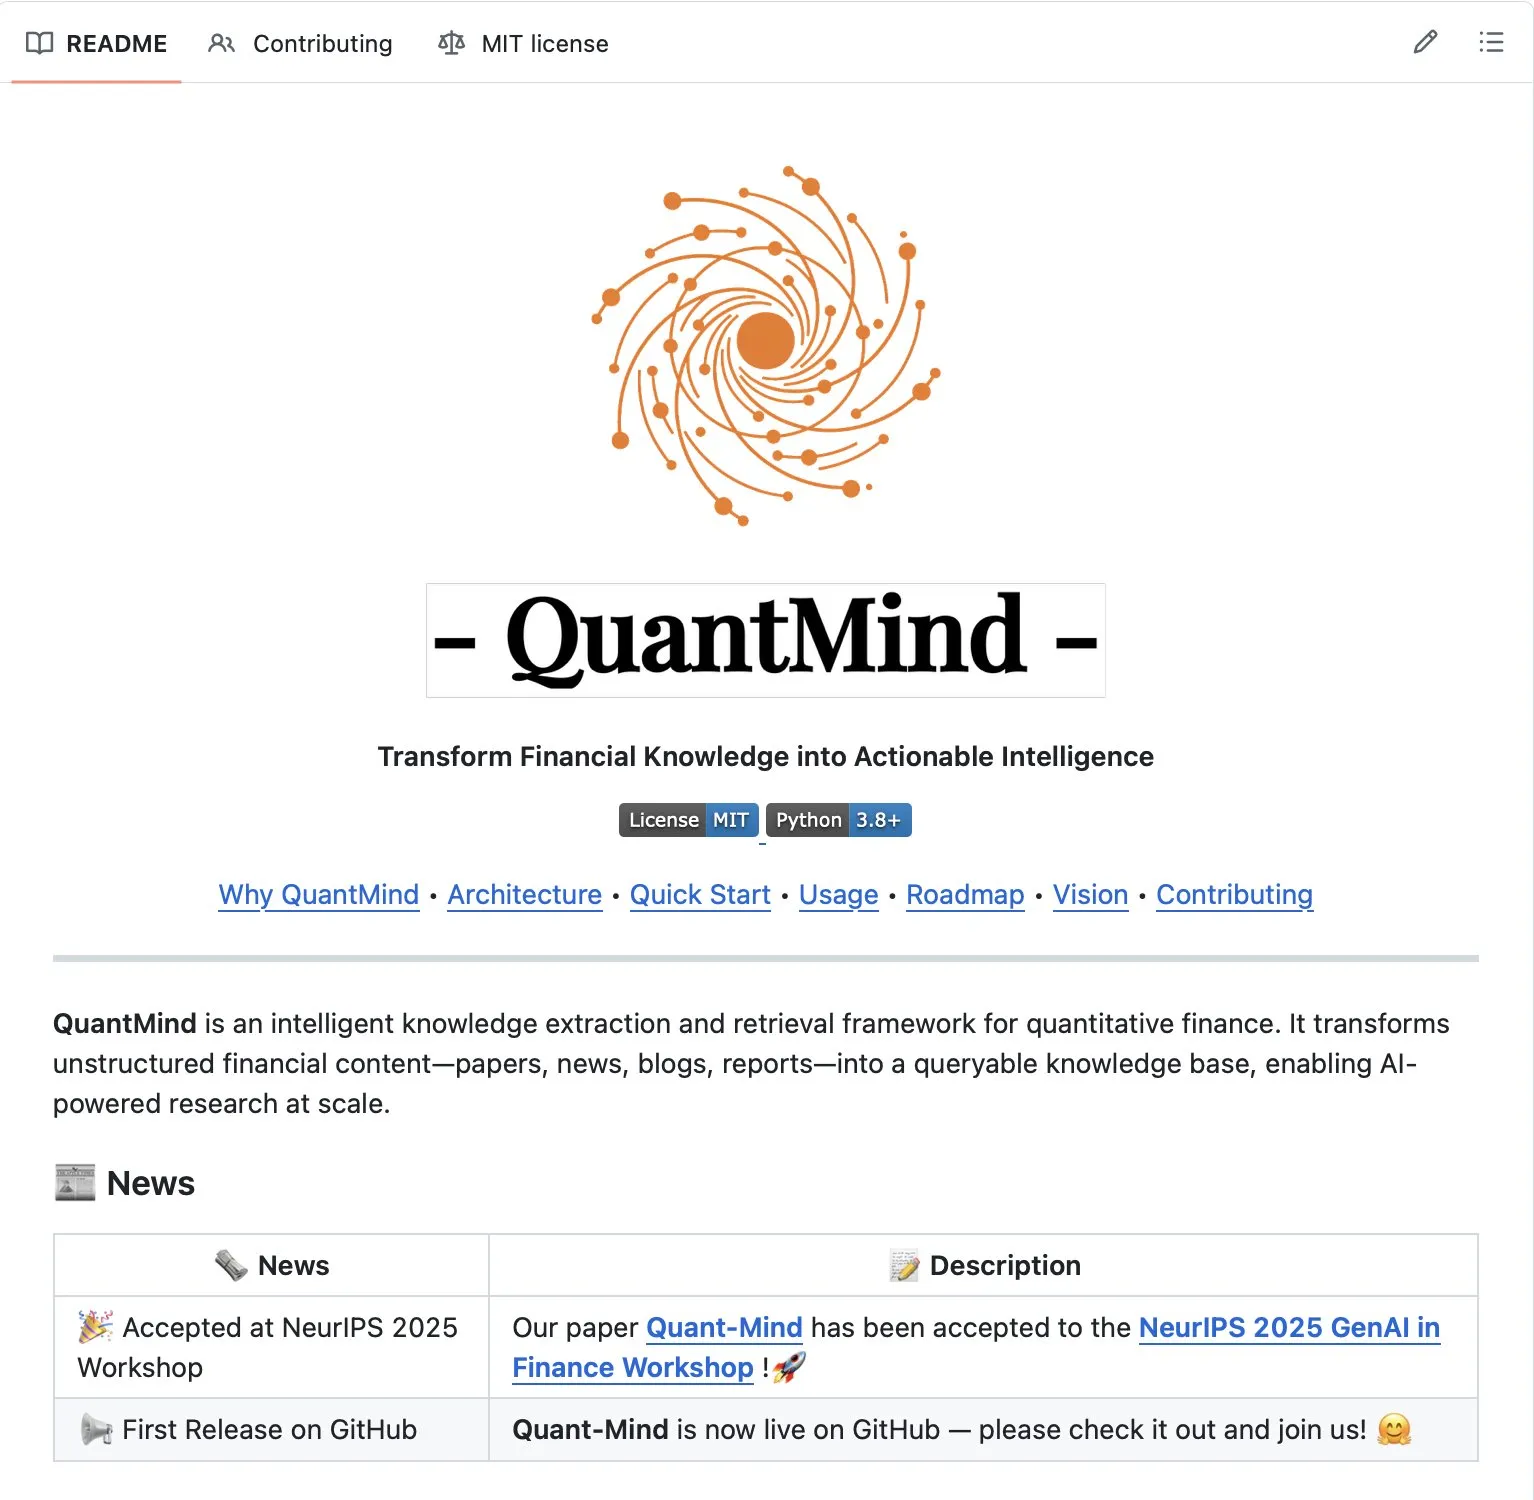 README Contributing MIT license
– QuantMind –
Transform Financial Knowledge into Actionable Intelligence
License MIT Python 3.8+
Why QuantMind • Architecture • Quick Start • Usage • Roadmap • Vision • Contributing
QuantMind is an intelligent knowledge extraction and retrieval framework for quantitative finance. It transforms
unstructured financial content—papers, news, blogs, reports—into a queryable knowledge base, enabling AI-
powered research at scale.
News
News Description
Accepted at NeurIPS 2025
Workshop
Our paper Quant-Mind has been accepted to the NeurIPS 2025 GenAI in
Finance Workshop !
First Release on GitHub
Quant-Mind is now live on GitHub — please check it out and join us!